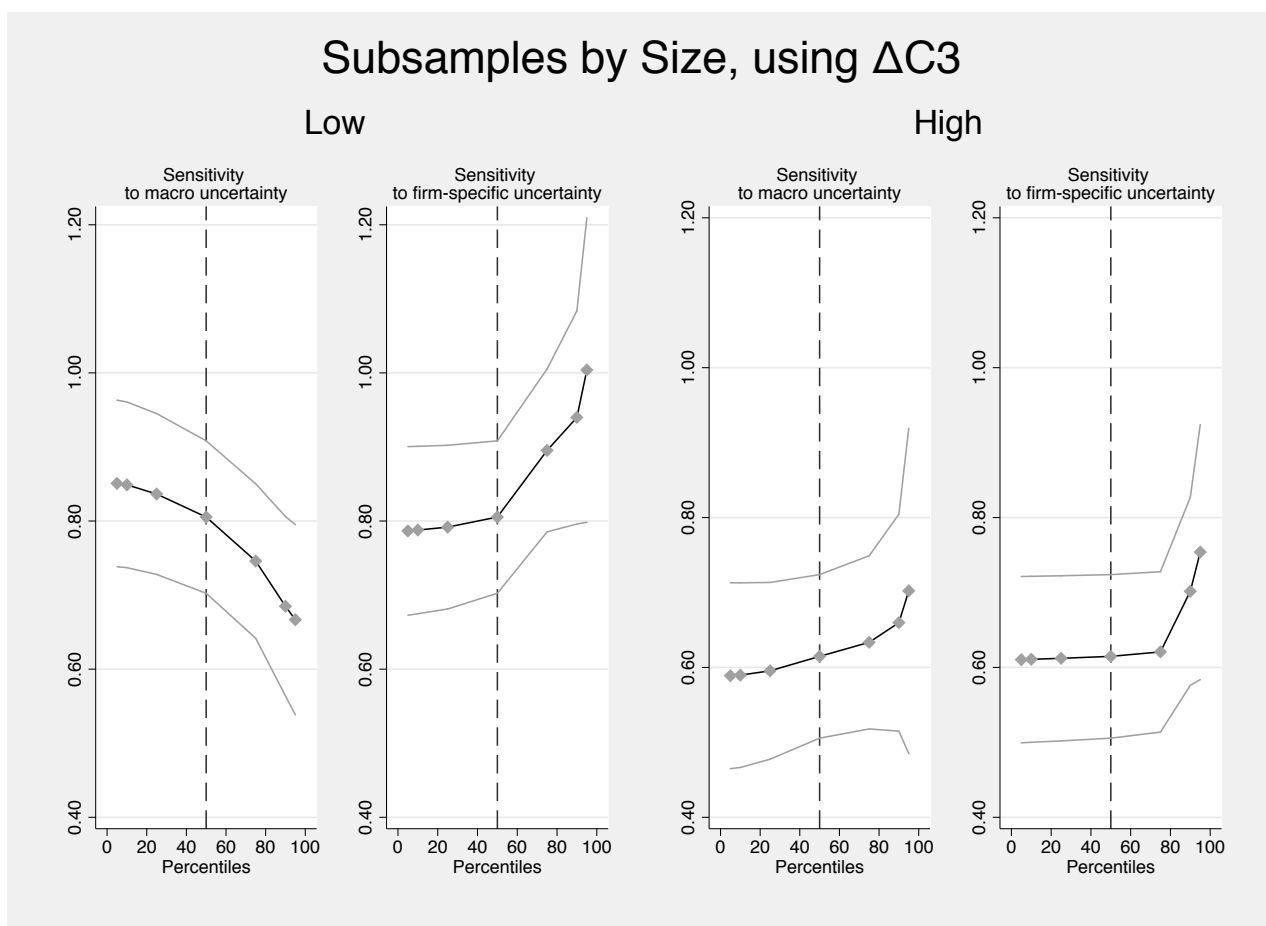 Subsamples by Size, using ΔC3
Low
High
Sensitivity
to macro uncertainty
1.20
1.00
0.80
0.60
0.40
0 20 40 60 80 100
Percentiles
Sensitivity
to firm-specific uncertainty
1.20
1.00
0.80
0.60
0.40
0 20 40 60 80 100
Percentiles
Sensitivity
to macro uncertainty
1.20
1.00
0.80
0.60
0.40
0 20 40 60 80 100
Percentiles
Sensitivity
to firm-specific uncertainty
1.20
1.00
0.80
0.60
0.40
0 20 40 60 80 100
Percentiles